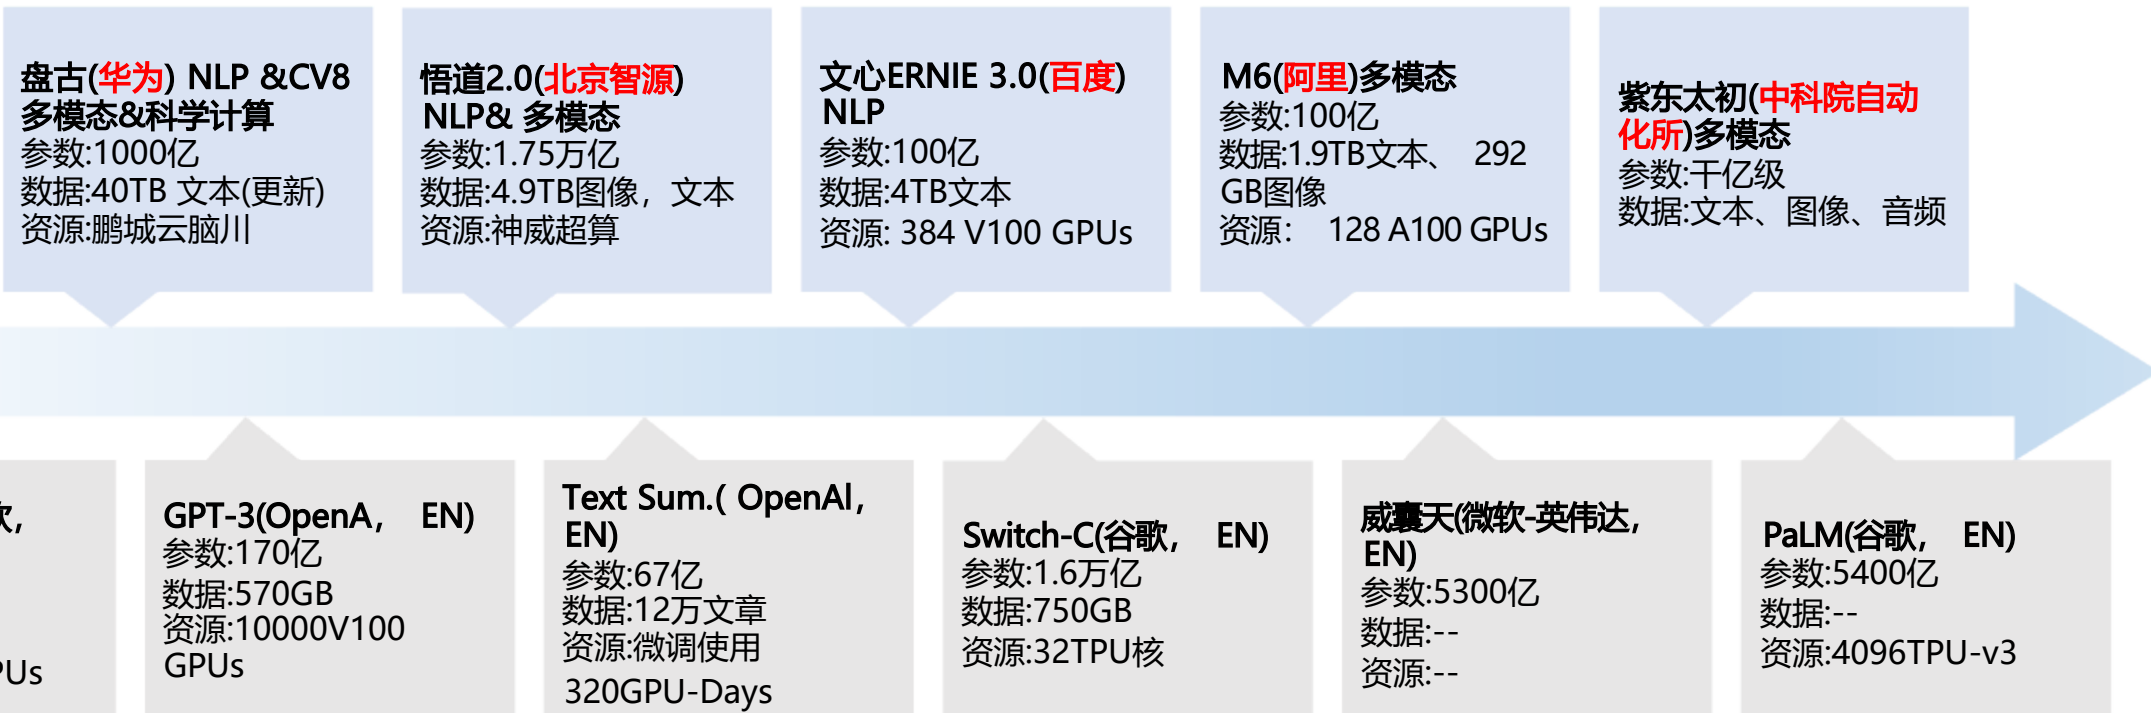 盘古(华为) NLP &CV8
多模态&科学计算
参数:1000亿
数据:40TB 文本(更新)
资源:鹏城云脑川
悟道2.0(北京智源)
NLP& 多模态
参数:1.75万亿
数据:4.9TB图像，文本
资源:神威超算
文心ERNIE 3.0(百度)
NLP
参数:100亿
数据:4TB文本
资源: 384 V100 GPUs
M6(阿里)多模态
参数:100亿
数据:1.9TB文本、 292
GB图像
资源： 128 A100 GPUs
紫东太初(中科院自动
化所)多模态
参数:干亿级
数据:文本、图像、音频
PUs
GPT-3(OpenA， EN)
参数:170亿
数据:570GB
资源:10000V100
GPUs
Text Sum.( OpenAl，
EN)
参数:67亿
数据:12万文章
资源:微调使用
320GPU-Days
Switch-C(谷歌， EN)
参数:1.6万亿
数据:750GB
资源:32TPU核
威囊天(微软-英伟达，
EN)
参数:5300亿
数据:--
资源:--
PaLM(谷歌， EN)
参数:5400亿
数据:--
资源:4096TPU-v3